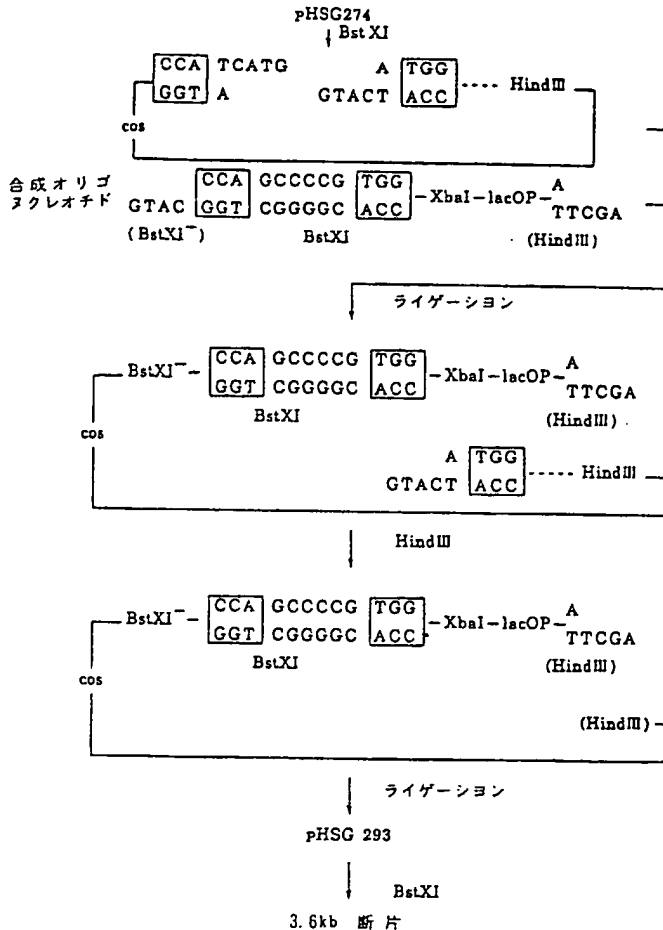 pHSG274
BstXI
CCA TCATG A TGG
GGT A GTACT ACC ---- HindⅢ
cos
合成オリゴ
ヌクレオチド
CCA GCCCCG TGG -XbaI-lacOP- A
GTAC GGT CGGGGC ACC TTCGA
(BstXI⁻) BstXI (HindⅢ)
ライゲーション
BstXI⁻- CCA GCCCCG TGG -XbaI-lacOP- A
GGT CGGGGC ACC TTCGA
BstXI (HindⅢ)
cos
A TGG
GTACT ACC ----- HindⅢ
HindⅢ
BstXI⁻- CCA GCCCCG TGG -XbaI-lacOP- A
GGT CGGGGC ACC TTCGA
BstXI (HindⅢ)
cos
(HindⅢ)-
ライゲーション
pHSG 293
BstXI
3.6kb 断片